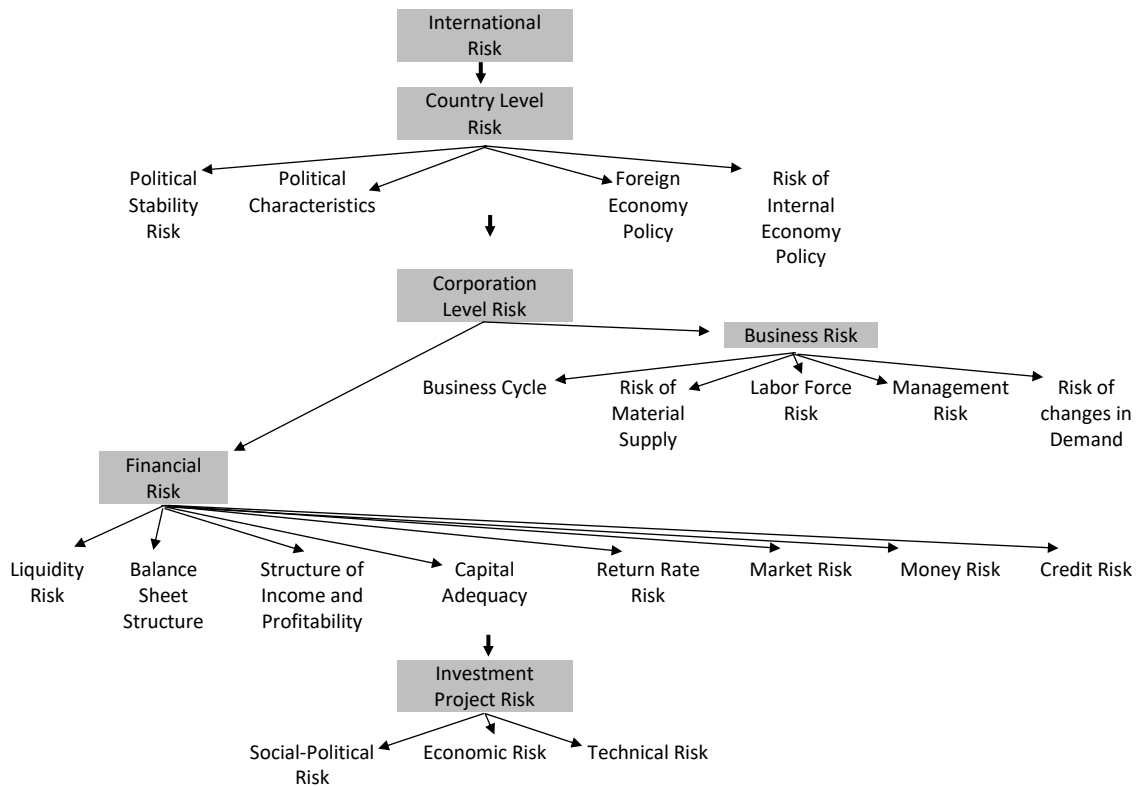 International
Risk
Country Level
Risk
Political
Stability
Risk
Political
Characteristics
Foreign
Economy
Policy
Risk of
Internal
Economy
Policy
Corporation
Level Risk
Business Risk
Business Cycle
Risk of
Material
Supply
Labor Force
Risk
Management
Risk
Risk of
changes in
Demand
Financial
Risk
Liquidity
Risk
Balance
Sheet
Structure
Structure of
Income and
Profitability
Capital
Adequacy
Return Rate
Risk
Market Risk
Money Risk
Credit Risk
Investment
Project Risk
Social-Political
Risk
Economic Risk
Technical Risk